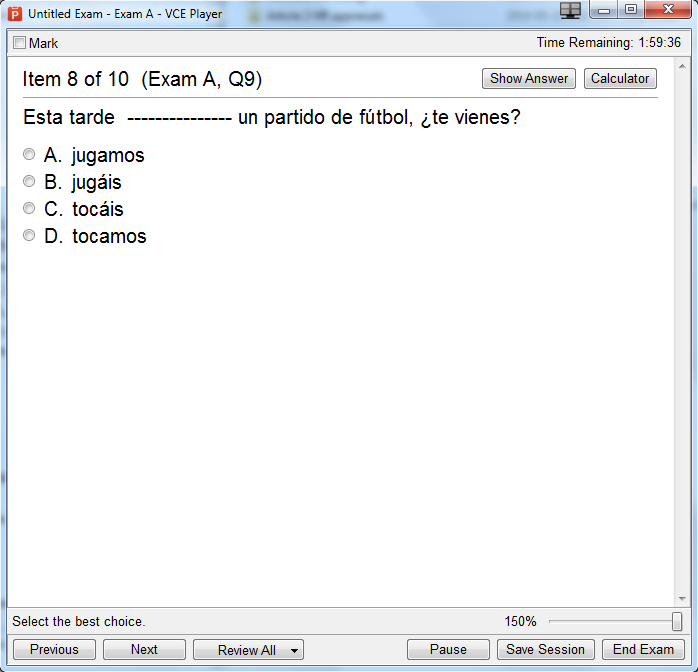 Untitled Exam - Exam A - VCE Player
Mark
Time Remaining: 1:59:36
Item 8 of 10 (Exam A, Q9)
Show Answer
Calculator
Esta tarde --------------- un partido de fútbol, ¿te vienes?
A. jugamos
B. jugáis
C. tocáis
D. tocamos
Select the best choice.
150%
Previous
Next
Review All
Pause
Save Session
End Exam